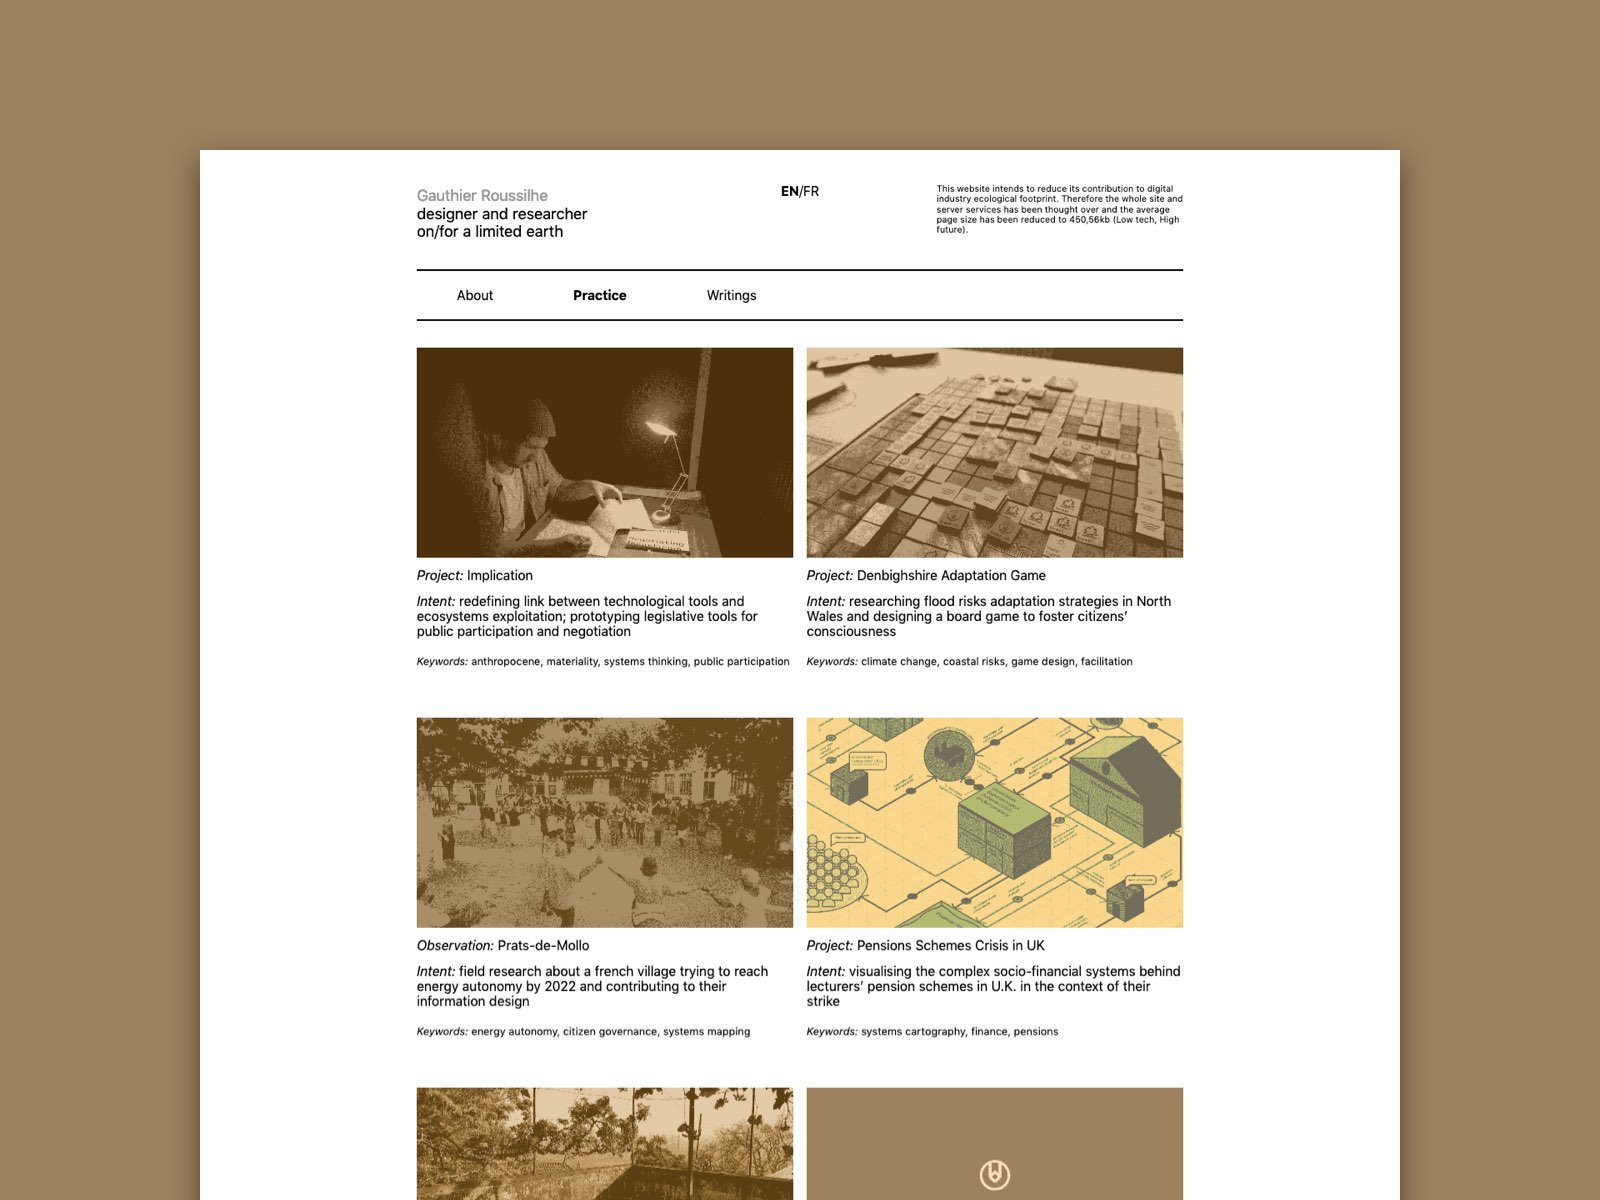 Gauthier Roussilhe
designer and researcher
on/for a limited earth
EN/FR
This website intends to reduce its contribution to digital
industry ecological footprint. Therefore the whole site and
server services has been thought over and the average
page size has been reduced to 450,56kb (Low tech, High
future).
About
Practice
Writings
Project: Implication
Intent: redefining link between technological tools and
ecosystems exploitation; prototyping legislative tools for
public participation and negotiation
Keywords: anthropocene, materiality, systems thinking, public participation
Project: Denbighshire Adaptation Game
Intent: researching flood risks adaptation strategies in North
Wales and designing a board game to foster citizens’
consciousness
Keywords: climate change, coastal risks, game design, facilitation
Observation: Prats-de-Mollo
Intent: field research about a french village trying to reach
energy autonomy by 2022 and contributing to their
information design
Keywords: energy autonomy, citizen governance, systems mapping
Project: Pensions Schemes Crisis in UK
Intent: visualising the complex socio-financial systems behind
lecturers’ pension schemes in U.K. in the context of their
strike
Keywords: systems cartography, finance, pensions